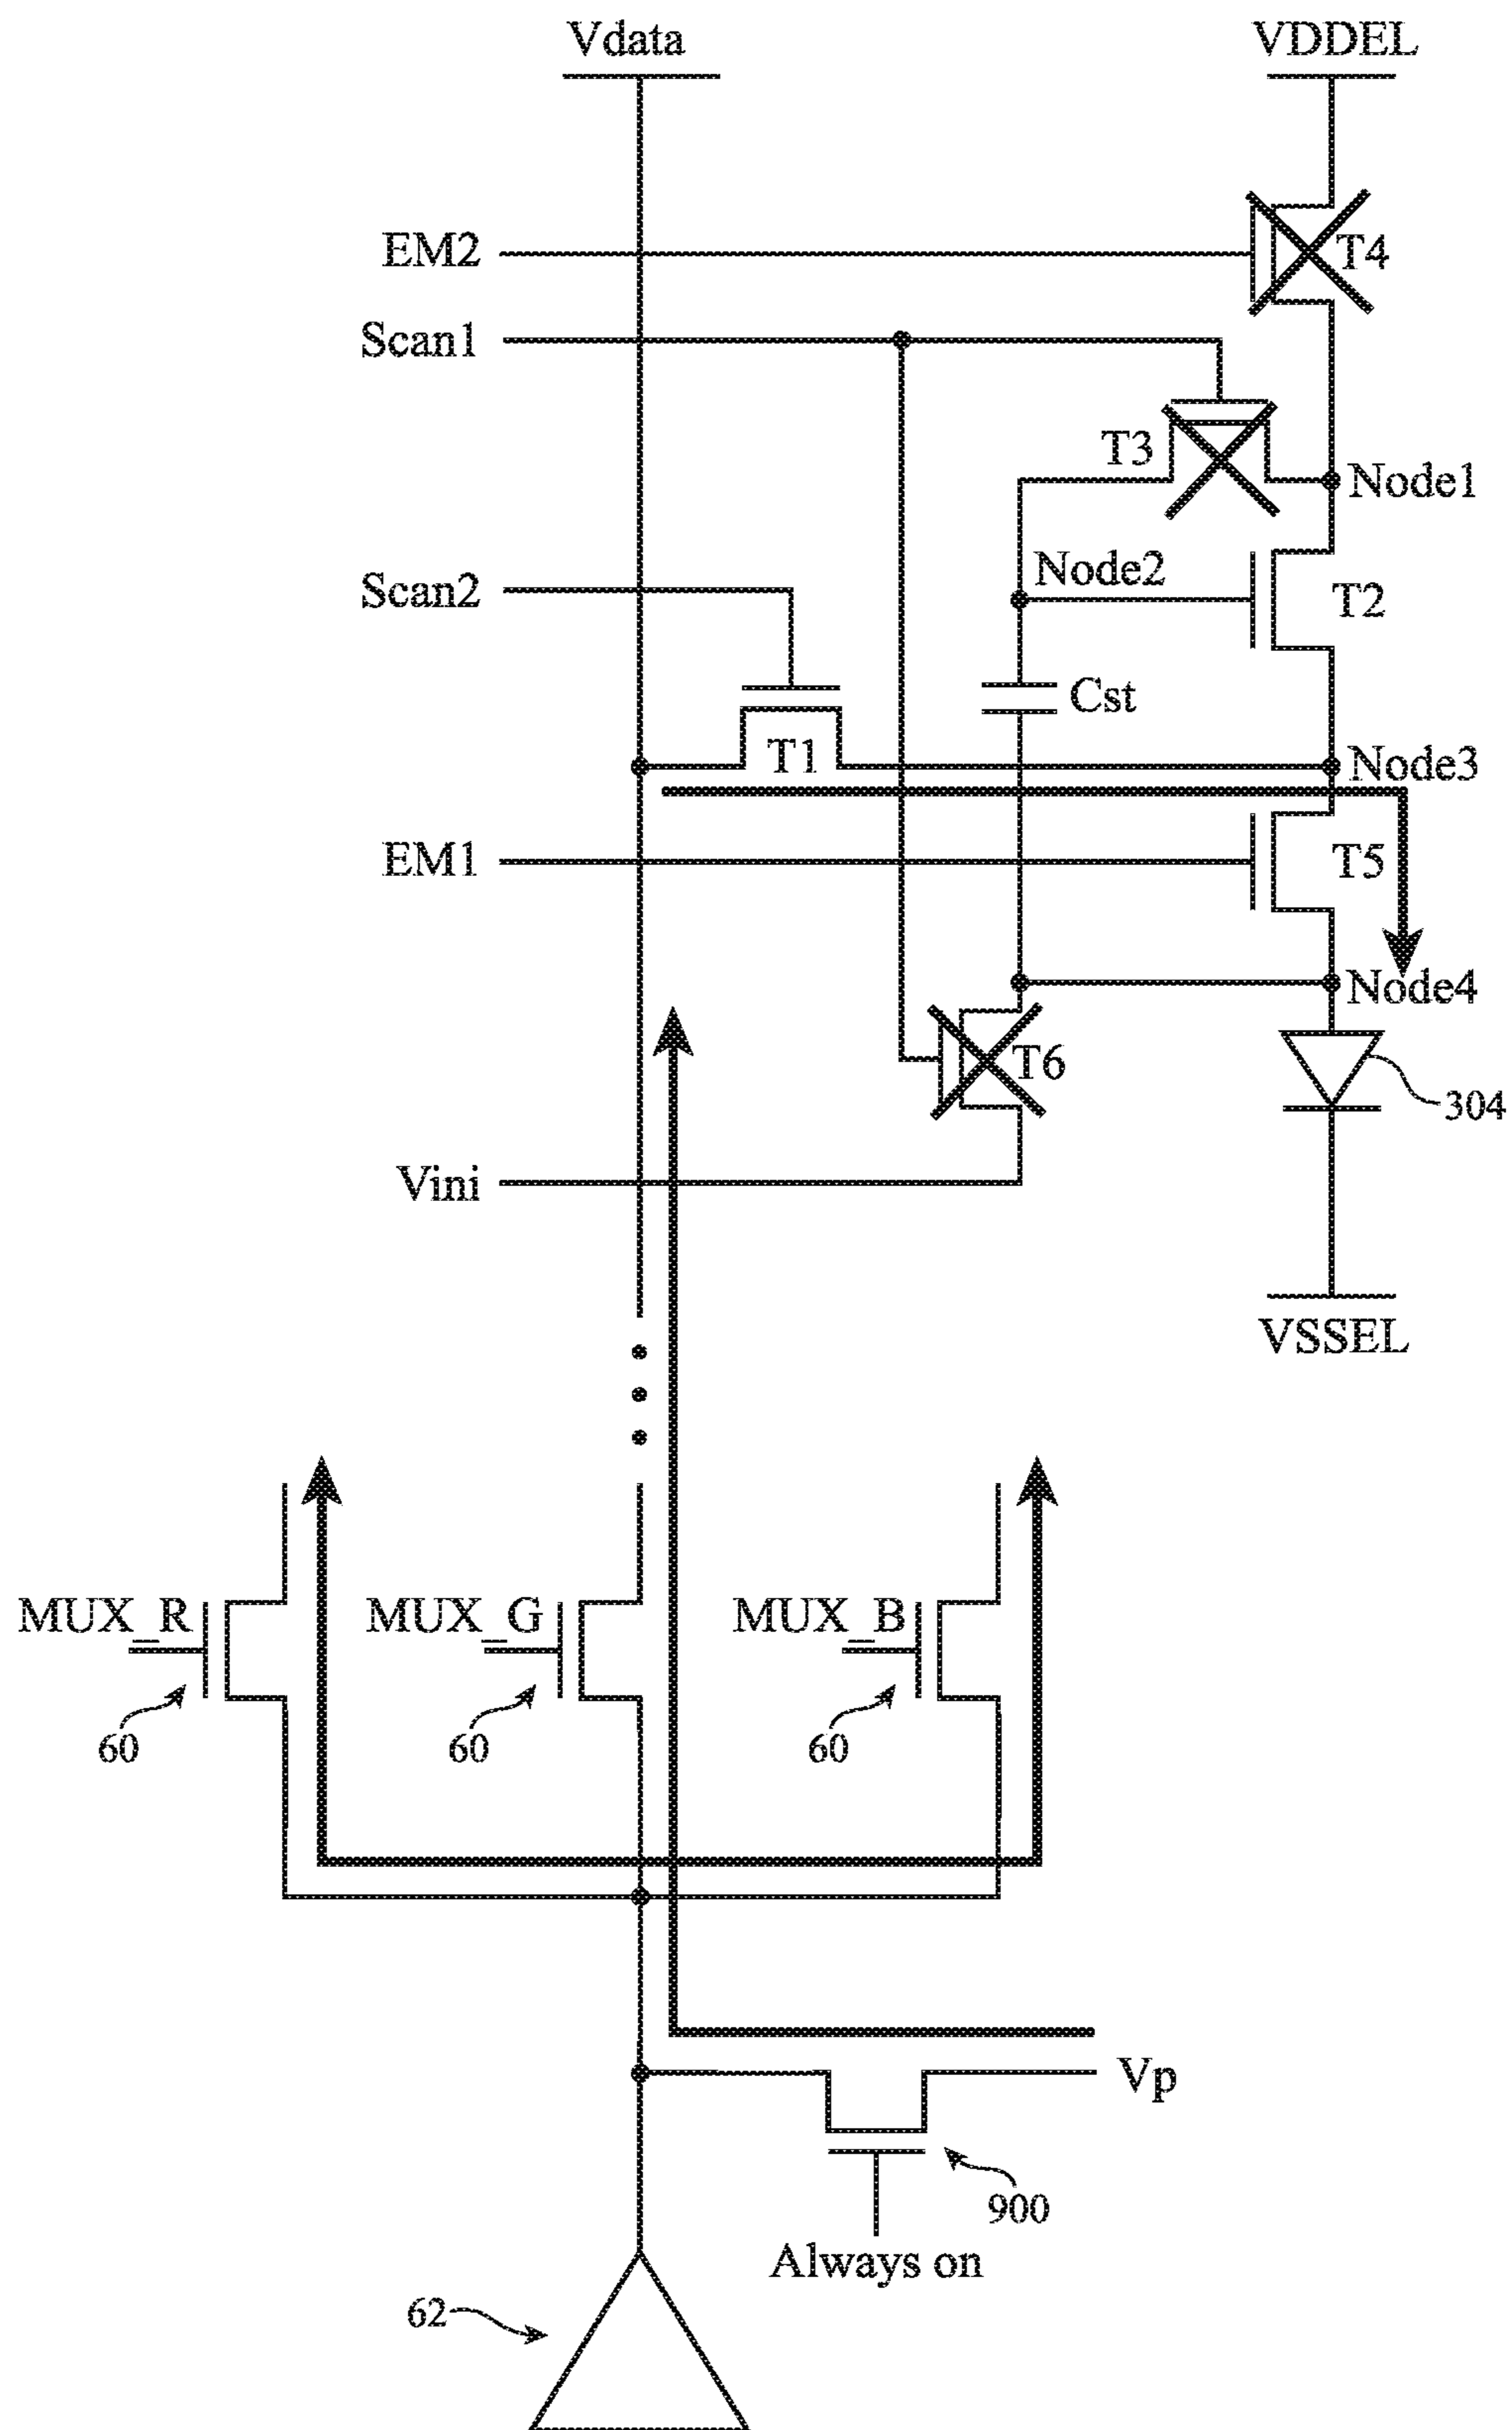 Vdata
VDDEL
EM2
T4
Scan1
T3
Node1
Node2
Scan2
T2
Cst
T1
Node3
EM1
T5
Node4
T6
304
Vini
VSSEL
MUX_R
MUX_G
MUX_B
60
60
60
Vp
900
Always on
62